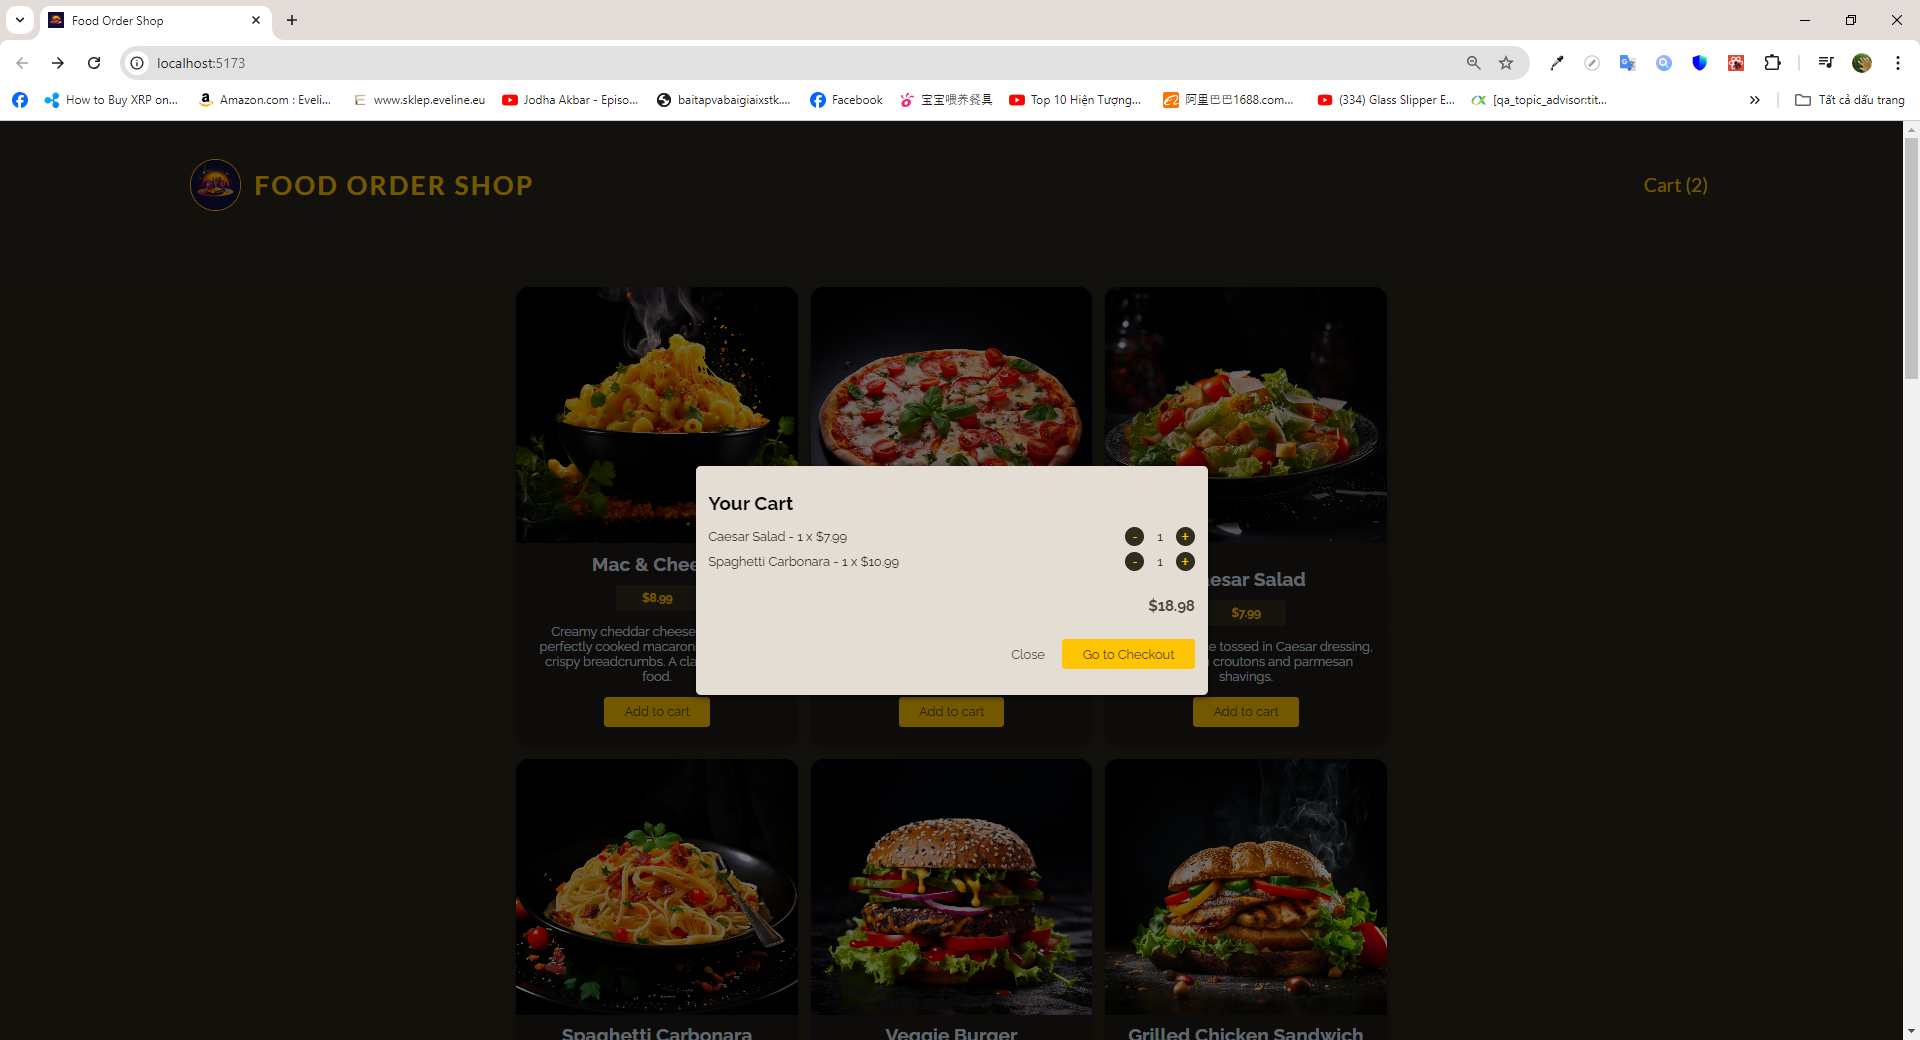 Food Order Shop
localhost:5173
How to Buy XRP on...
Amazon.com : Eveli...
www.sklep.eveline.eu
Jodha Akbar - Episo...
baitapvabaigiaixstk....
Facebook
宝宝喂养餐具
Top 10 Hiện Tượng...
阿里巴巴1688.com...
(334) Glass Slipper E...
[qa_topic_advisor:tit...
Tất cả dấu trang
FOOD ORDER SHOP
Cart (2)
Your Cart
Caesar Salad - 1 x $7.99
- 1 +
Spaghetti Carbonara - 1 x $10.99
- 1 +
$18.98
Close
Go to Checkout
Mac & Chee
$8.99
Creamy cheddar cheese
perfectly cooked macaron
crispy breadcrumbs. A cla
food.
Add to cart
Add to cart
esar Salad
$7.99
e tossed in Caesar dressing,
croutons and parmesan
shavings.
Add to cart
Spaghetti Carbonara
Veggie Burger
Grilled Chicken Sandwich